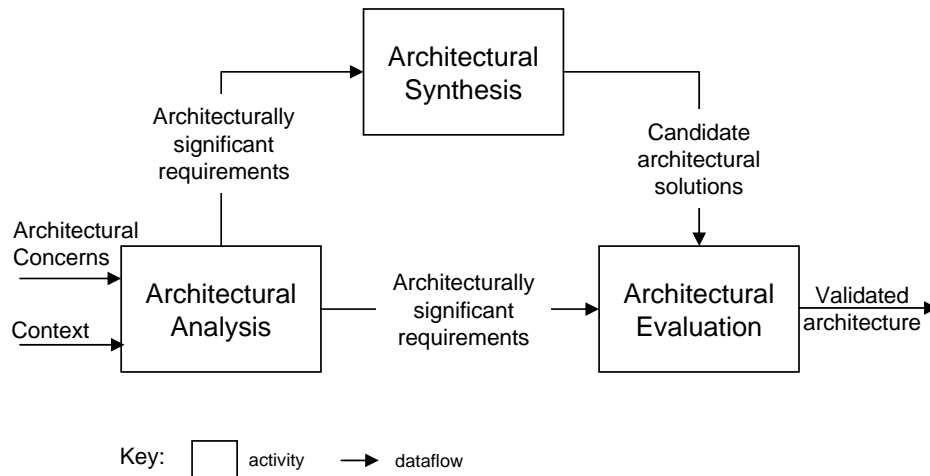 Architectural
Synthesis
Architecturally
significant
requirements
Candidate
architectural
solutions
Architectural
Concerns
Context
Architectural
Analysis
Architecturally
significant
requirements
Architectural
Evaluation
Validated
architecture
Key:
activity
dataflow